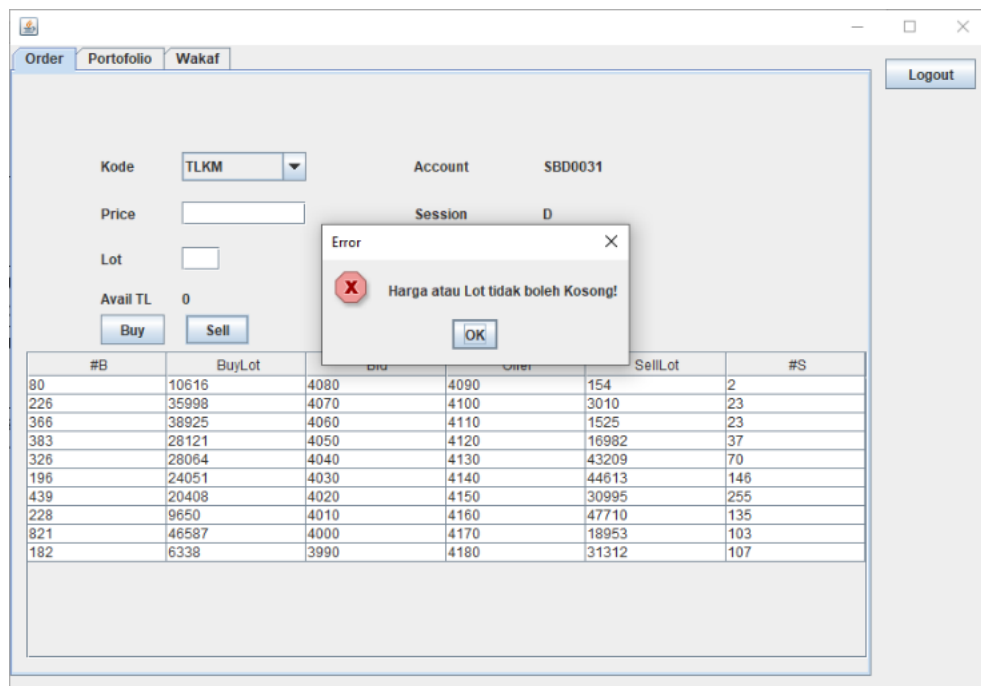 Order Portofolio Wakaf
Logout
Kode TLKM Account SBD0031
Price Session D
Error
Lot
Harga atau Lot tidak boleh Kosong!
Avail TL 0
Buy Sell OK
#B BuyLot Bid Offer SellLot #S
80 10616 4080 4090 154 2
226 35998 4070 4100 3010 23
366 38925 4060 4110 1525 23
383 28121 4050 4120 16982 37
326 28064 4040 4130 43209 70
196 24051 4030 4140 44613 146
439 20408 4020 4150 30995 255
228 9650 4010 4160 47710 135
821 46587 4000 4170 18953 103
182 6338 3990 4180 31312 107